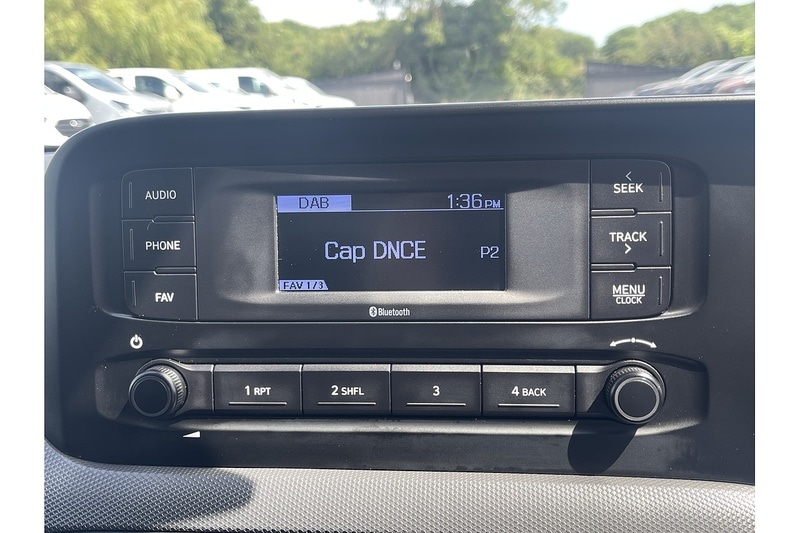 AUDIO
PHONE
FAV
DAB 1:36 PM
Cap DNCE P2
FAV 1/3
< SEEK
TRACK >
MENU
CLOCK
Bluetooth
1 RPT 2 SHFL 3 4 BACK